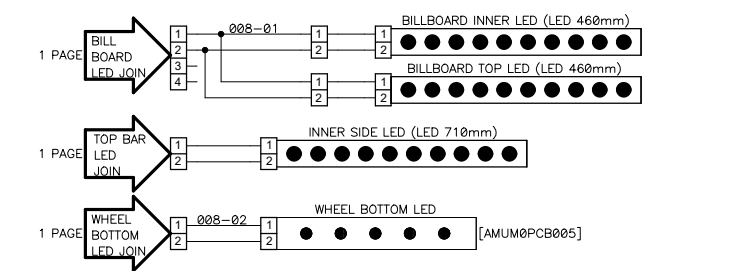 BILLBOARD INNER LED (LED 460mm)
1 PAGE
BILL
BOARD
LED JOIN
1
2
3
4
008-01
1
2
1
2
BILLBOARD TOP LED (LED 460mm)
1
2
1
2
1 PAGE
TOP BAR
LED
JOIN
1
2
1
2
INNER SIDE LED (LED 710mm)
1 PAGE
WHEEL
BOTTOM
LED JOIN
1
2
008-02
1
2
WHEEL BOTTOM LED
[AMUM0PCB005]